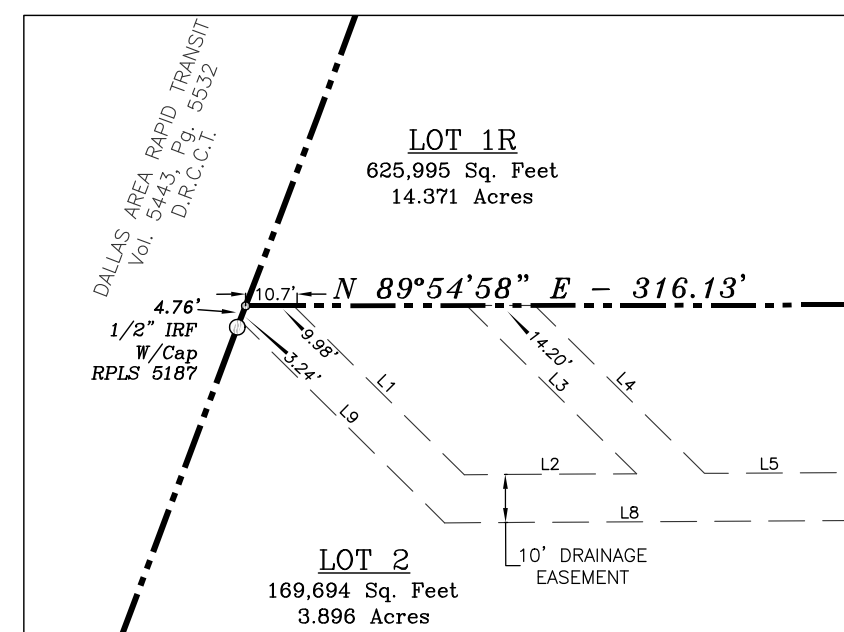 DALLAS AREA RAPID TRANSIT
Vol. 5443, Pg. 5532
D.R.C.C.T.
LOT 1R
625,995 Sq. Feet
14.371 Acres
10.7'
N 89°54'58" E - 316.13'
4.76'
1/2" IRF
W/Cap
RPLS 5187
9.98'
3.24'
14.20'
L1
L3
L4
L9
L2
L5
L8
10' DRAINAGE
EASEMENT
LOT 2
169,694 Sq. Feet
3.896 Acres